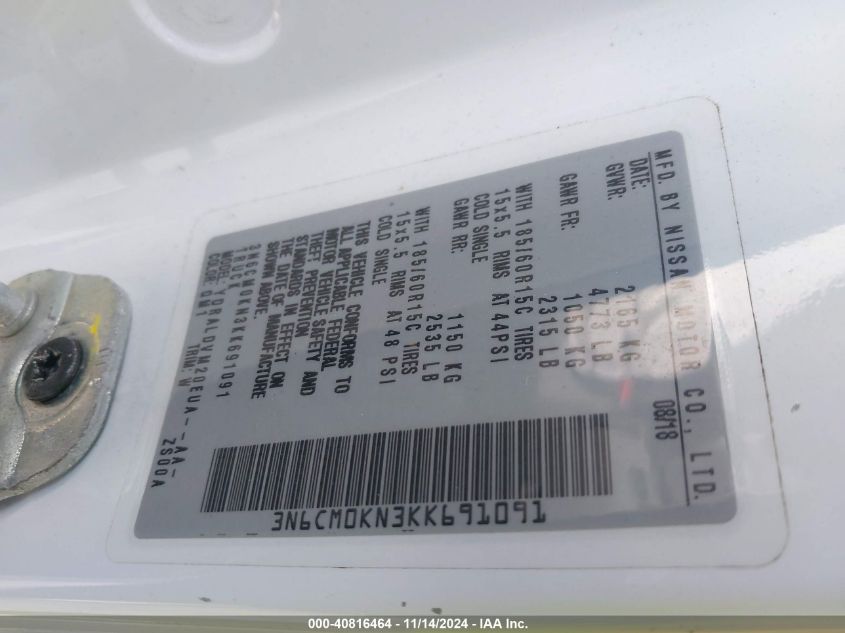 MFD. BY NISSAN MOTOR CO., LTD.
DATE: 08/18
GVWR: 2165 KG
4773 LB
GAWR FR: 1050 KG
2315 LB
WITH 185/60R15C TIRES
15x5.5 RIMS AT 44PSI
COLD SINGLE
GAWR RR: 1150 KG
2535 LB
WITH 185/60R15C TIRES
15x5.5 RIMS AT 48 PSI
COLD SINGLE
THIS VEHICLE CONFORMS TO
ALL APPLICABLE FEDERAL
MOTOR VEHICLE SAFETY AND
THEFT PREVENTION
STANDARDS IN EFFECT ON
THE DATE OF MANUFACTURE
SHOWN ABOVE.
3N6CM0KN3KK691091
TRUCK
MODEL: YDRALDVM20EUA--AA-
COLOR: QT1 TRIM: W ZS00A
3N6CM0KN3KK691091
000-40816464 - 11/14/2024 - IAA Inc.